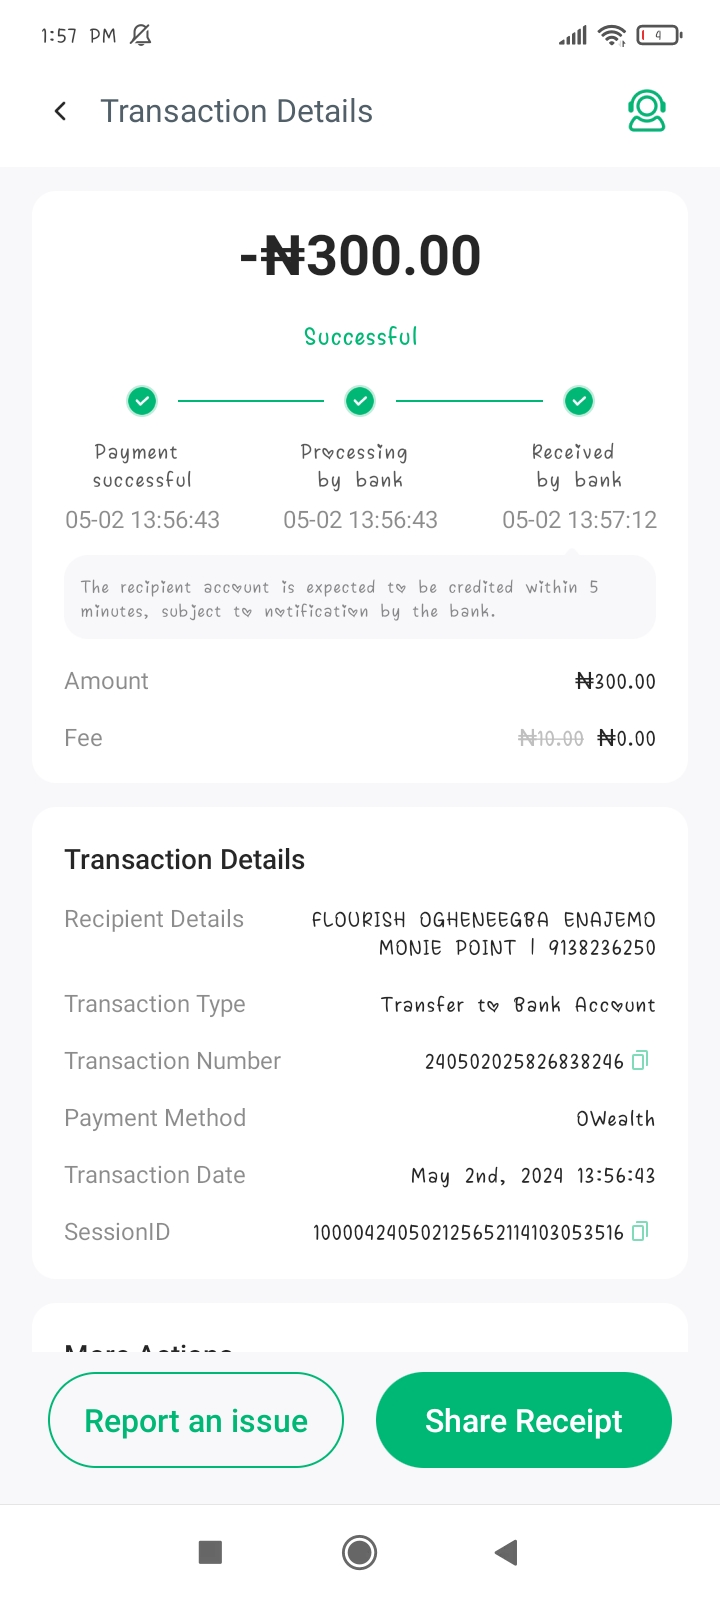 1:57 PM
4
Transaction Details
-₦300.00
Successful
Payment successful
Processing by bank
Received by bank
05-02 13:56:43
05-02 13:56:43
05-02 13:57:12
The recipient account is expected to be credited within 5
minutes, subject to notification by the bank.
Amount ₦300.00
Fee ₦10.00 ₦0.00
Transaction Details
Recipient Details FLOURISH OGHENEEGBA ENAJEMO
MONIE POINT | 9138236250
Transaction Type Transfer to Bank Account
Transaction Number 240502025826838246
Payment Method OWealth
Transaction Date May 2nd, 2024 13:56:43
SessionID 100004240502125652114103053516
More Actions
Report an issue
Share Receipt